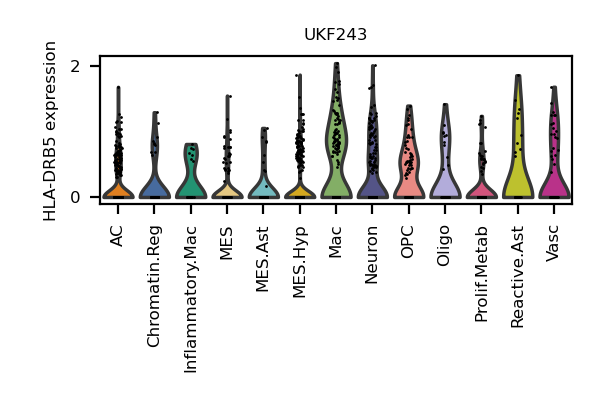 UKF243
HLA-DRB5 expression
2
0
AC
Chromatin.Reg
Inflammatory.Mac
MES
MES.Ast
MES.Hyp
Mac
Neuron
OPC
Oligo
Prolif.Metab
Reactive.Ast
Vasc